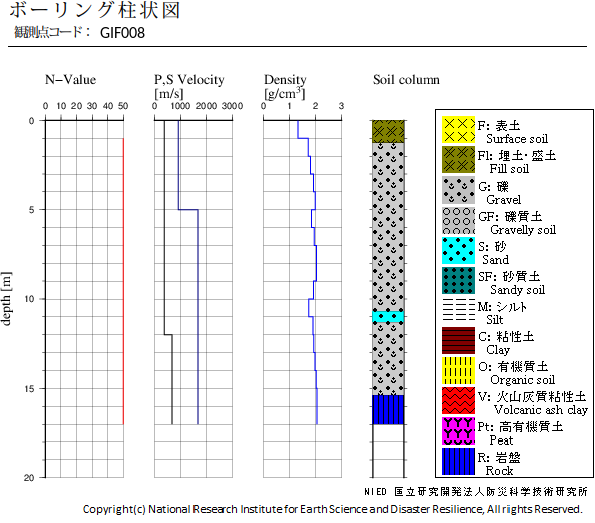 ボーリング柱状図
観測点コード： GIF008
N−Value
P,S Velocity
[m/s]
Density
[g/cm³]
Soil column
0 10 20 30 40 50
0 1000 2000 3000
0 1 2 3
depth [m]
0
5
10
15
20
F: 表土
Surface soil
Fl: 埋土・盛土
Fill soil
G: 礫
Gravel
GF: 礫質土
Gravelly soil
S: 砂
Sand
SF: 砂質土
Sandy soil
M: シルト
Silt
C: 粘性土
Clay
O: 有機質土
Organic soil
V: 火山灰質粘性土
Volcanic ash clay
Pt: 高有機質土
Peat
R: 岩盤
Rock
NIED 国立研究開発法人防災科学技術研究所
Copyright(c) National Research Institute for Earth Science and Disaster Resilience, All rights Reserved.